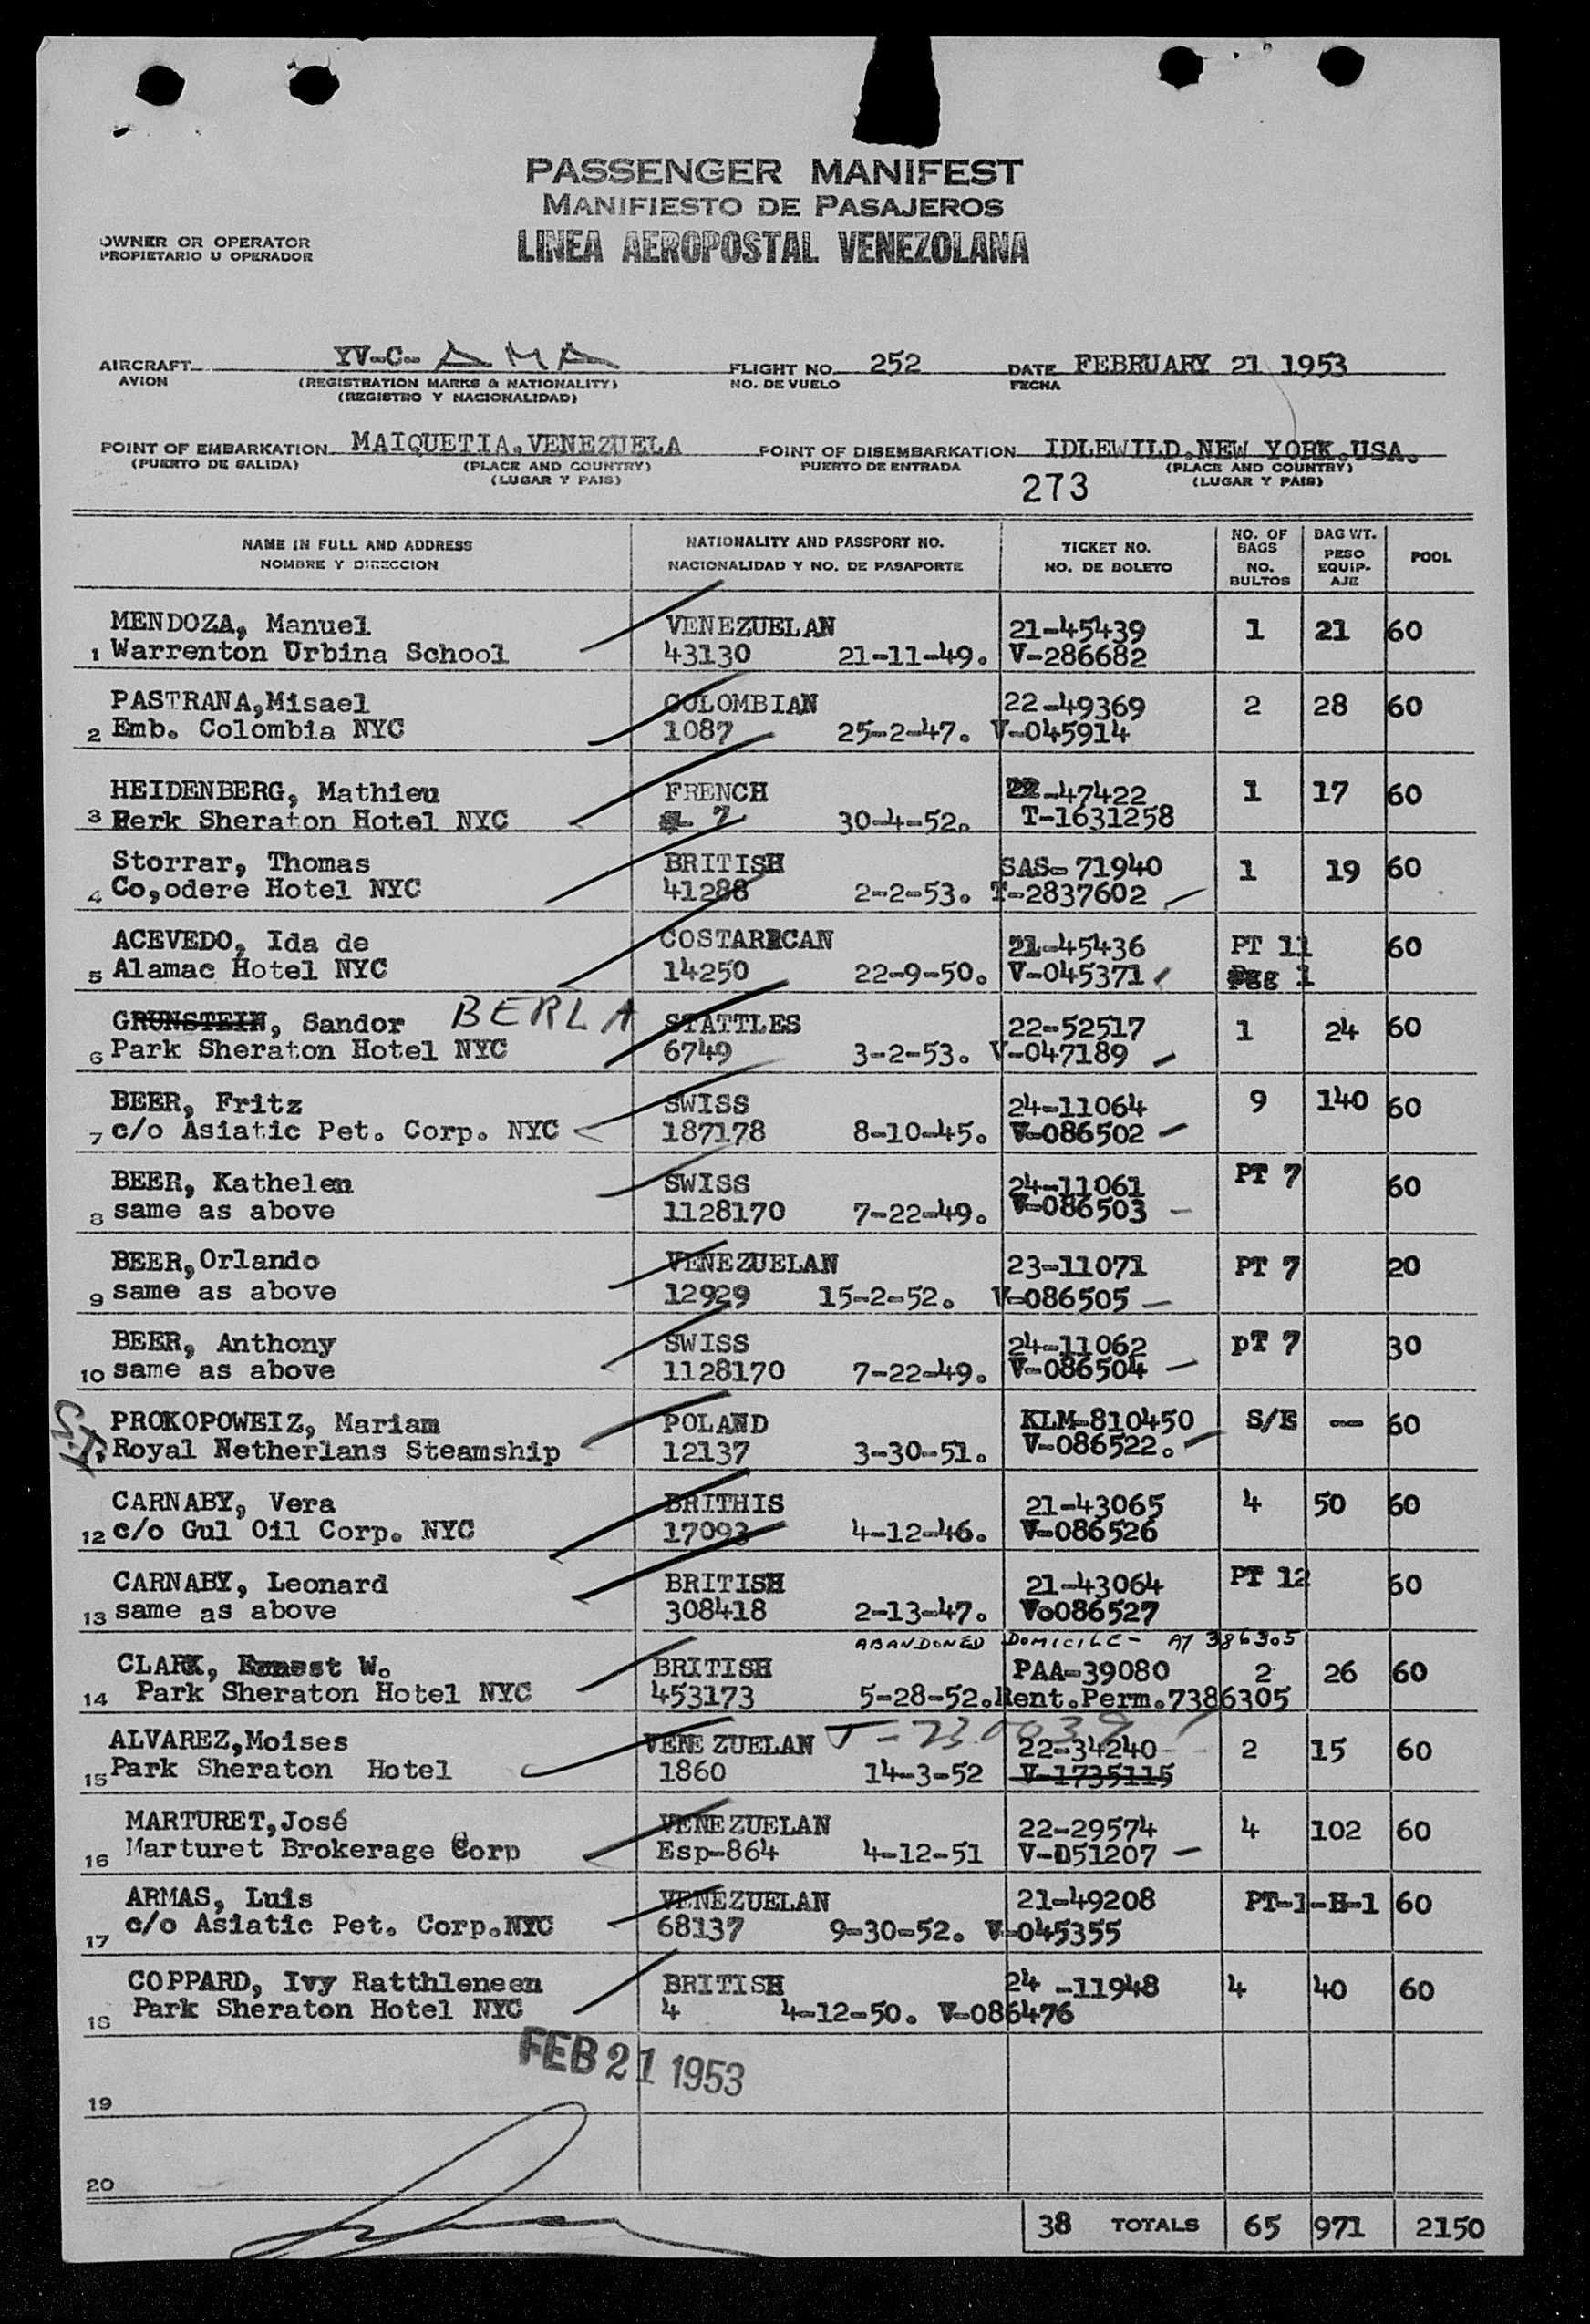 PASSENGER MANIFEST
MANIFIESTO DE PASAJEROS
OWNER OR OPERATOR
PROPIETARIO U OPERADOR
LINEA AEROPOSTAL VENEZOLANA
AIRCRAFT YV-C- AMA FLIGHT NO. 252 DATE FEBRUARY 21 1953
AVION (REGISTRATION MARKS & NATIONALITY) NO. DE VUELO FECHA
(REGISTRO Y NACIONALIDAD)
POINT OF EMBARKATION MAIQUETIA.VENEZUELA POINT OF DISEMBARKATION IDLEWILD.NEW YORK.USA.
(PUERTO DE SALIDA) (PLACE AND COUNTRY) PUERTO DE ENTRADA (PLACE AND COUNTRY)
(LUGAR Y PAIS) 273 (LUGAR Y PAIS)
NAME IN FULL AND ADDRESS NATIONALITY AND PASSPORT NO. TICKET NO. NO. OF BAGS BAG WT. POOL
NOMBRE Y DIRECCION NACIONALIDAD Y NO. DE PASAPORTE NO. DE BOLETO NO. BULTOS PESO EQUIP-AJE
MENDOZA, Manuel VENEZUELAN 21-45439 1 21 60
1 Warrenton Urbina School 43130 21-11-49. V-286682
PASTRANA,Misael COLOMBIAN 22-49369 2 28 60
2 Emb. Colombia NYC 1087 25-2-47. V-045914
HEIDENBERG, Mathieu FRENCH 22-47422 1 17 60
3 Perk Sheraton Hotel NYC 7 30-4-52. T-1631258
Storrar, Thomas BRITISH SAS-71940 1 19 60
4 Co,odere Hotel NYC 41288 2-2-53. T-2837602
ACEVEDO, Ida de COSTARRCAN 21-45436 PT 11 60
5 Alamac Hotel NYC 14250 22-9-50. V-045371 Pgg 1
GRUNSTEIN, Sandor BERLA STATTLES 22-52517 1 24 60
6 Park Sheraton Hotel NYC 6749 3-2-53. V-047189
BEER, Fritz SWISS 24-11064 9 140 60
7 c/o Asiatic Pet. Corp. NYC 187178 8-10-45. V-086502
BEER, Kathelen SWISS 24-11061 PT 7 60
8 same as above 1128170 7-22-49. V-086503
BEER,Orlando VENEZUELAN 23-11071 PT 7 20
9 same as above 12929 15-2-52. V-086505
BEER, Anthony SWISS 24-11062 pT 7 30
10 same as above 1128170 7-22-49. V-086504
PROKOPOWEIZ, Mariam POLAND KLM-810450 S/E -- 60
Royal Netherlans Steamship 12137 3-30-51. V-086522.
CARNABY, Vera BRITHIS 21-43065 4 50 60
12 c/o Gul Oil Corp. NYC 17093 4-12-46. V-086526
CARNABY, Leonard BRITISH 21-43064 PT 12 60
13 same as above 308418 2-13-47. Vo086527
ABANDONED DOMICILE- A7 386305
CLARK, Ernest W. BRITISH PAA-39080 2 26 60
14 Park Sheraton Hotel NYC 453173 5-28-52.Rent.Perm.7386305
ALVAREZ,Moises VENEZUELAN 22-34240 2 15 60
15 Park Sheraton Hotel 1860 14-3-52 V-1735115
MARTURET,José VENEZUELAN 22-29574 4 102 60
16 Marturet Brokerage Corp Esp-864 4-12-51 V-D51207
ARMAS, Luis VENEZUELAN 21-49208 PT-1-H-1 60
17 c/o Asiatic Pet. Corp.NYC 68137 9-30-52. V-045355
COPPARD, Ivy Ratthleneen BRITISH 24-11948 4 40 60
18 Park Sheraton Hotel NYC 4 4-12-50. V-086476
FEB 21 1953
19
20
38 TOTALS 65 971 2150